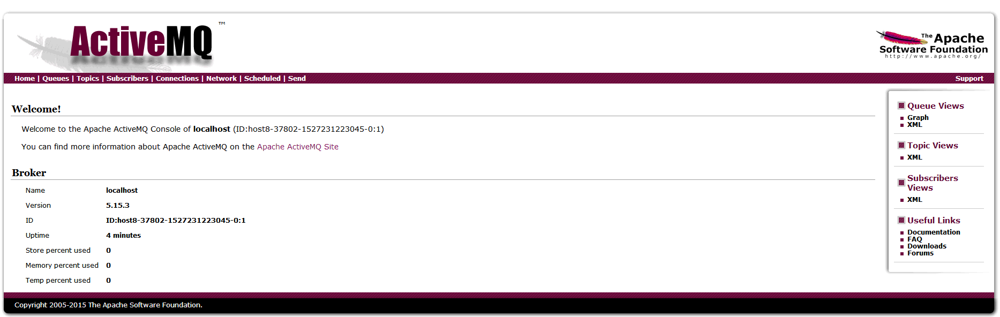 ActiveMQ ™
The Apache
Software Foundation
http://www.apache.org/
Home | Queues | Topics | Subscribers | Connections | Network | Scheduled | Send
Support
Welcome!
Welcome to the Apache ActiveMQ Console of localhost (ID:host8-37802-1527231223045-0:1)
You can find more information about Apache ActiveMQ on the Apache ActiveMQ Site
Broker
Name localhost
Version 5.15.3
ID ID:host8-37802-1527231223045-0:1
Uptime 4 minutes
Store percent used 0
Memory percent used 0
Temp percent used 0
Queue Views
Graph
XML
Topic Views
XML
Subscribers
Views
XML
Useful Links
Documentation
FAQ
Downloads
Forums
Copyright 2005-2015 The Apache Software Foundation.